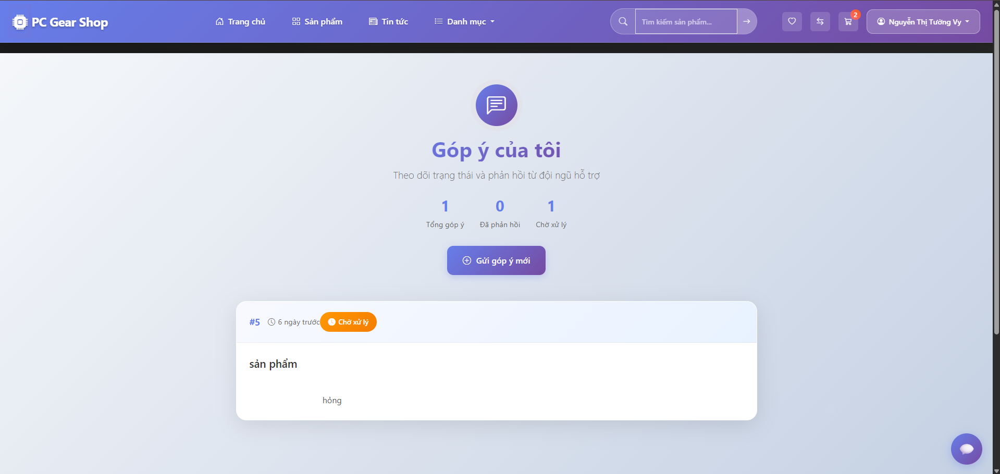 PC Gear Shop
Trang chủ
Sản phẩm
Tin tức
Danh mục
Tìm kiếm sản phẩm...
2
Nguyễn Thị Tường Vy
Góp ý của tôi
Theo dõi trạng thái và phản hồi từ đội ngũ hỗ trợ
1 0 1
Tổng góp ý Đã phản hồi Chờ xử lý
Gửi góp ý mới
#5 6 ngày trước Chờ xử lý
sản phẩm
hỏng